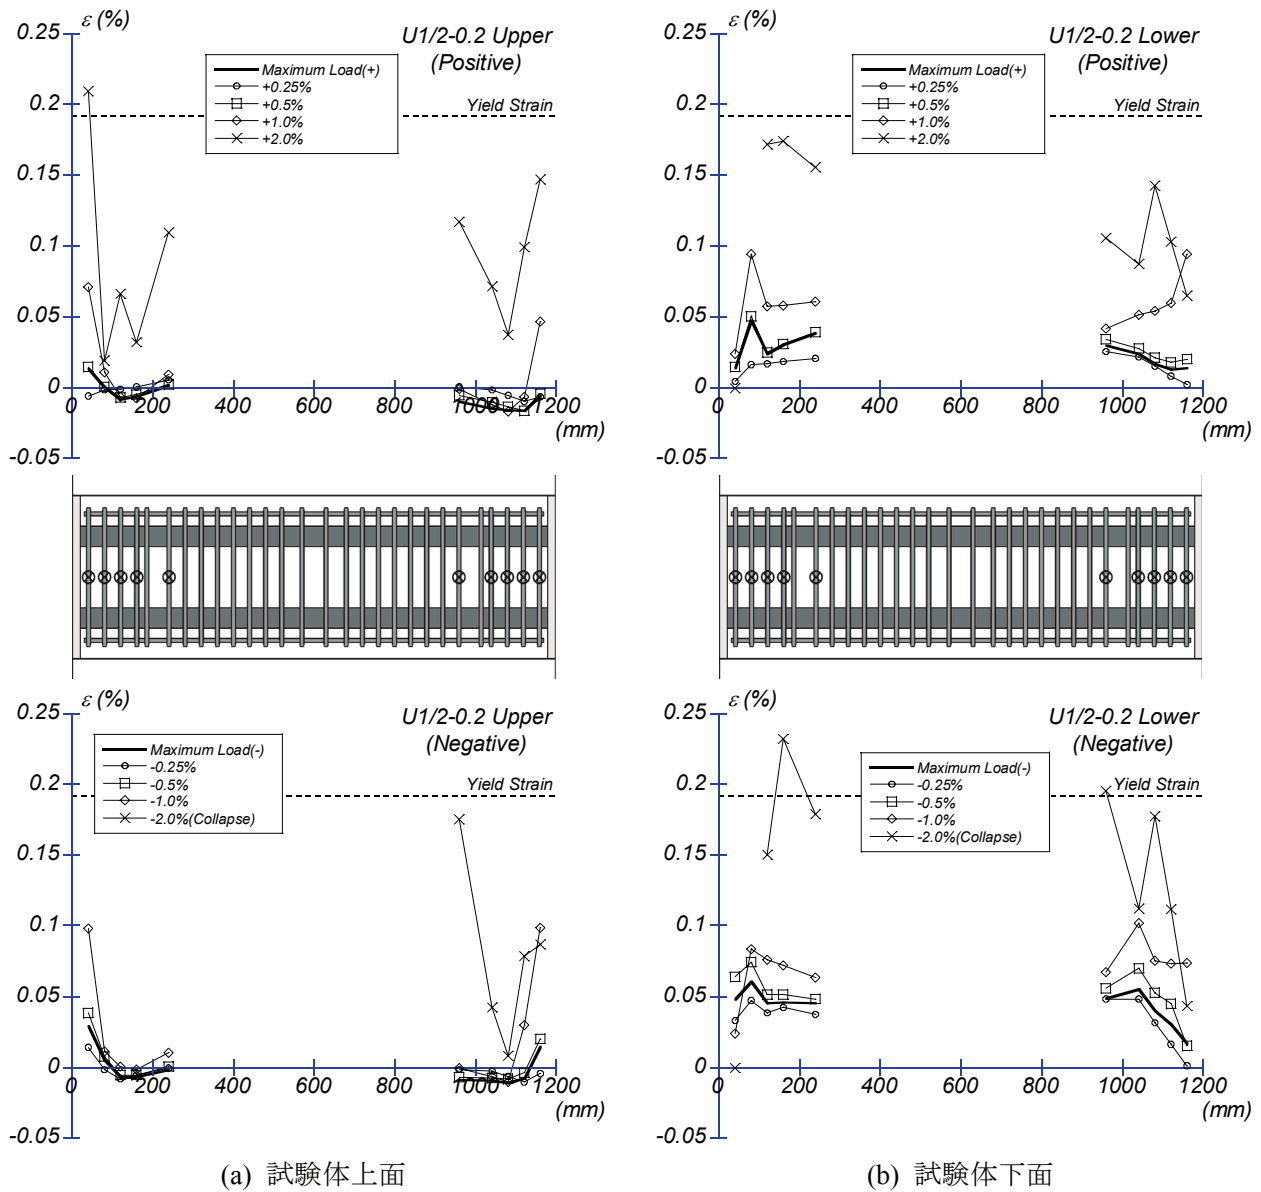 ε (%)
U1/2-0.2 Upper
(Positive)
Maximum Load(+)
+0.25%
+0.5%
+1.0%
+2.0%
Yield Strain
0.25
0.2
0.15
0.1
0.05
0
-0.05
0 200 400 600 800 1000 1200
(mm)
ε (%)
U1/2-0.2 Lower
(Positive)
Maximum Load(+)
+0.25%
+0.5%
+1.0%
+2.0%
Yield Strain
0.25
0.2
0.15
0.1
0.05
0
-0.05
0 200 400 600 800 1000 1200
(mm)
ε (%)
U1/2-0.2 Upper
(Negative)
Maximum Load(-)
-0.25%
-0.5%
-1.0%
-2.0%(Collapse)
Yield Strain
0.25
0.2
0.15
0.1
0.05
0
-0.05
0 200 400 600 800 1000 1200
(mm)
(a) 試験体上面
ε (%)
U1/2-0.2 Lower
(Negative)
Maximum Load(-)
-0.25%
-0.5%
-1.0%
-2.0%(Collapse)
Yield Strain
0.25
0.2
0.15
0.1
0.05
0
-0.05
0 200 400 600 800 1000 1200
(mm)
(b) 試験体下面